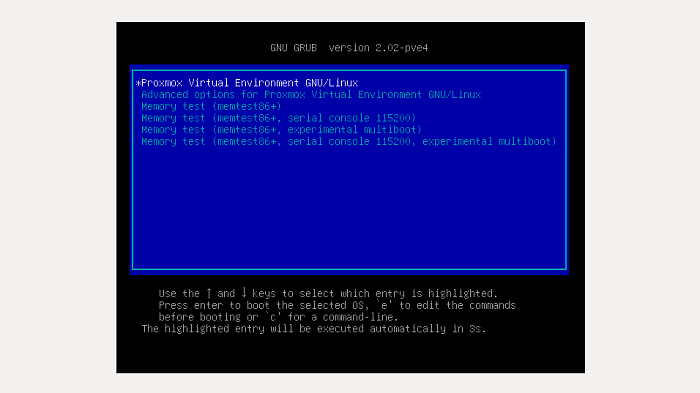 GNU GRUB  version 2.02-pve4
*Proxmox Virtual Environment GNU/Linux
Advanced options for Proxmox Virtual Environment GNU/Linux
Memory test (memtest86+)
Memory test (memtest86+, serial console 115200)
Memory test (memtest86+, experimental multiboot)
Memory test (memtest86+, serial console 115200, experimental multiboot)
Use the ↑ and ↓ keys to select which entry is highlighted.
Press enter to boot the selected OS, `e' to edit the commands
before booting or `c' for a command-line.
The highlighted entry will be executed automatically in 3s.